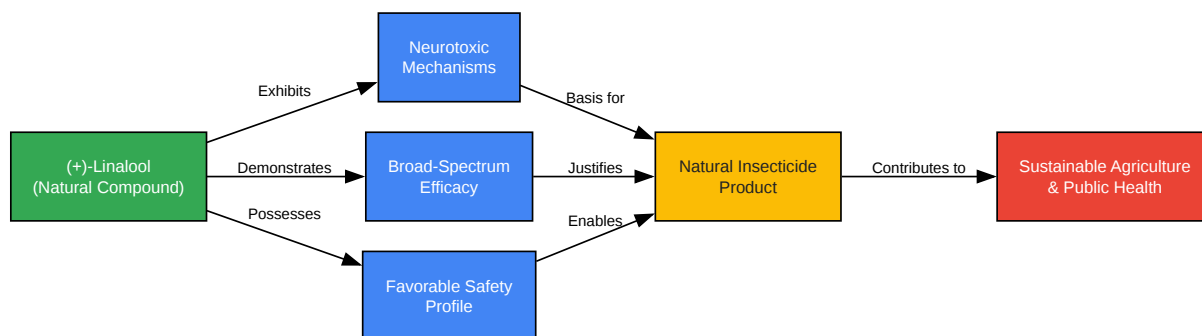 Neurotoxic
Mechanisms
Exhibits
Basis for
(+)-Linalool
(Natural Compound)
Demonstrates
Broad-Spectrum
Efficacy
Justifies
Natural Insecticide
Product
Contributes to
Sustainable Agriculture
& Public Health
Possesses
Enables
Favorable Safety
Profile